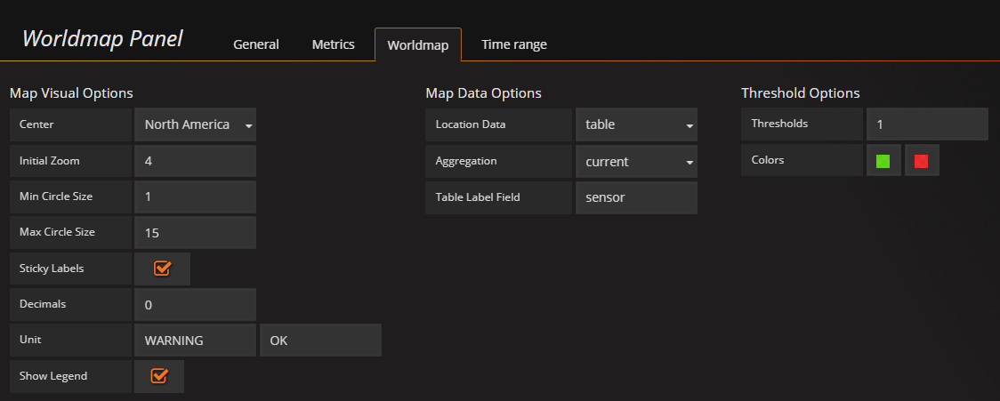 Worldmap Panel General Metrics Worldmap Time range
Map Visual Options Map Data Options Threshold Options
Center North America Location Data table Thresholds 1
Initial Zoom 4 Aggregation current Colors
Min Circle Size 1 Table Label Field sensor
Max Circle Size 15
Sticky Labels
Decimals 0
Unit WARNING OK
Show Legend